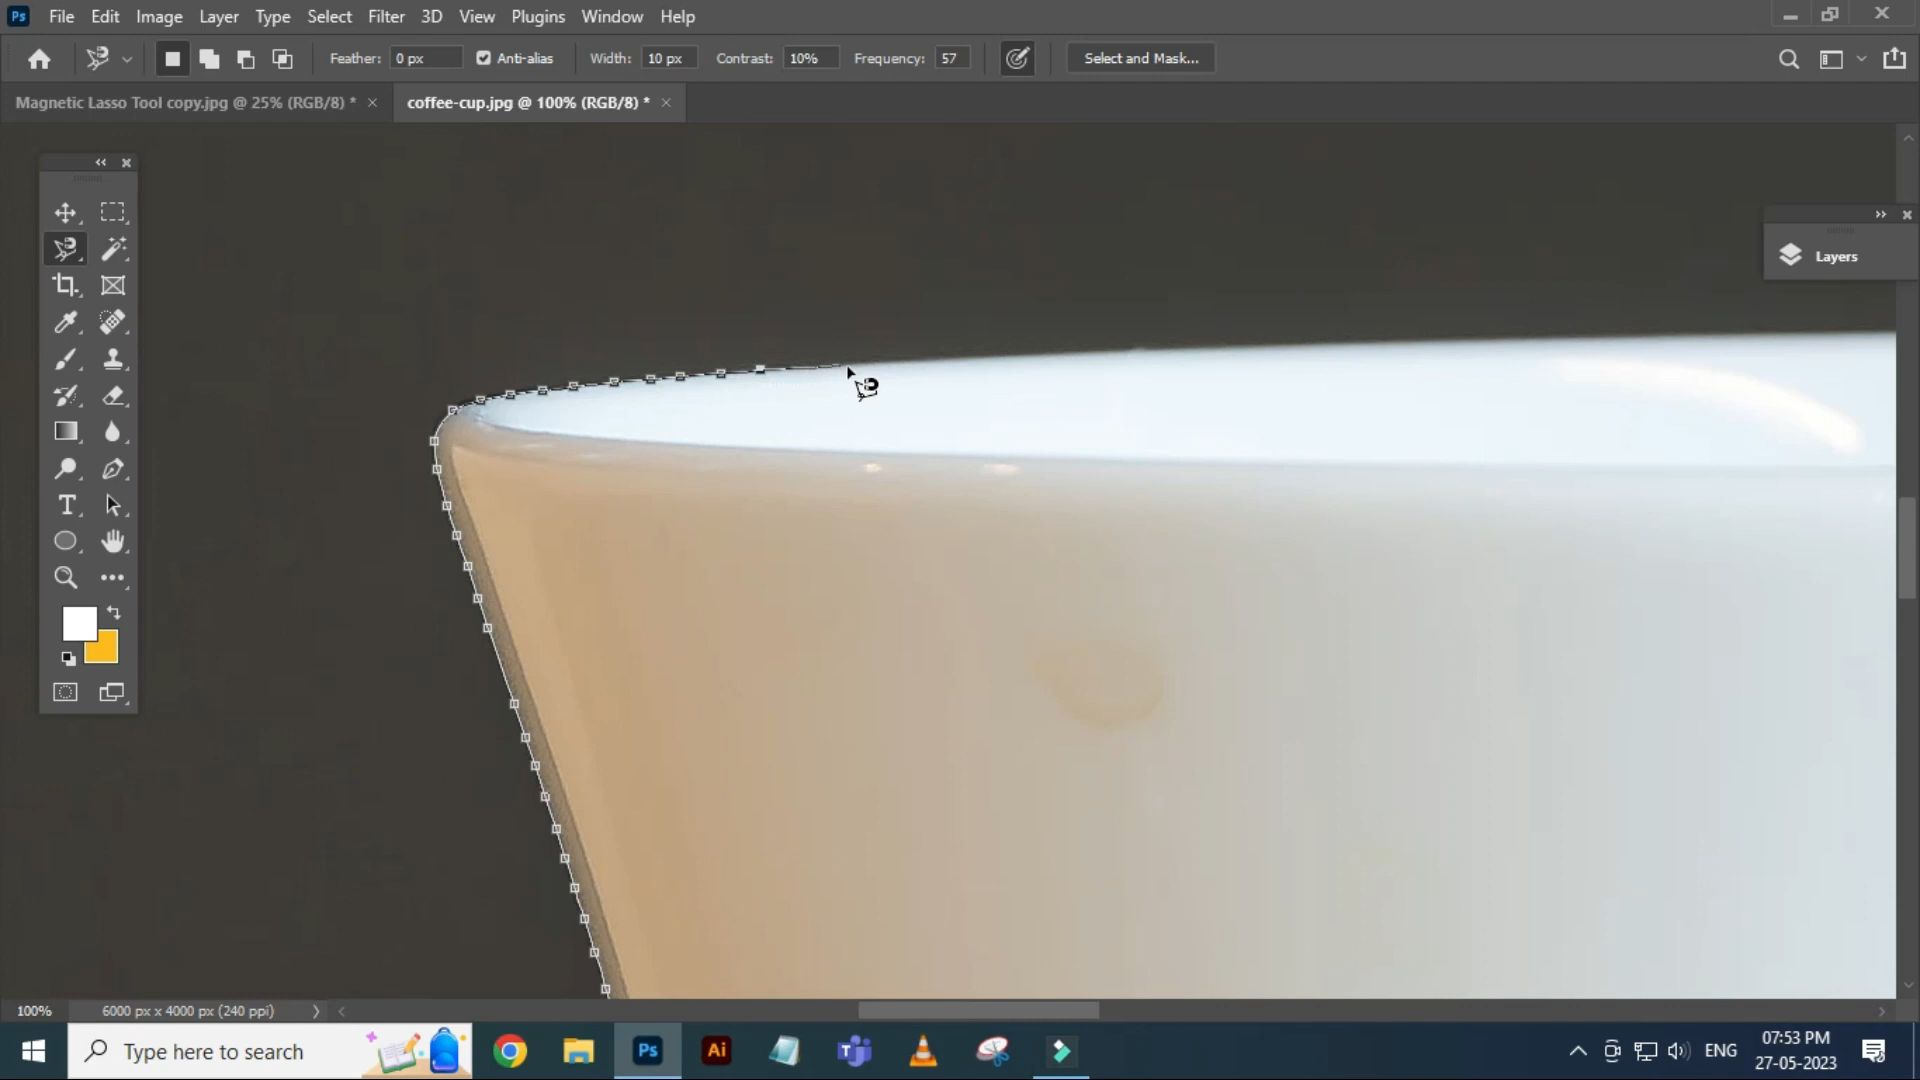 Ps File Edit Image Layer Type Select Filter 3D View Plugins Window Help
Feather: 0 px Anti-alias Width: 10 px Contrast: 10% Frequency: 57 Select and Mask...
Magnetic Lasso Tool copy.jpg @ 25% (RGB/8) * coffee-cup.jpg @ 100% (RGB/8) *
Layers
T
100% 6000 px x 4000 px (240 ppi)
Type here to search Ps Ai ENG 07:53 PM
27-05-2023